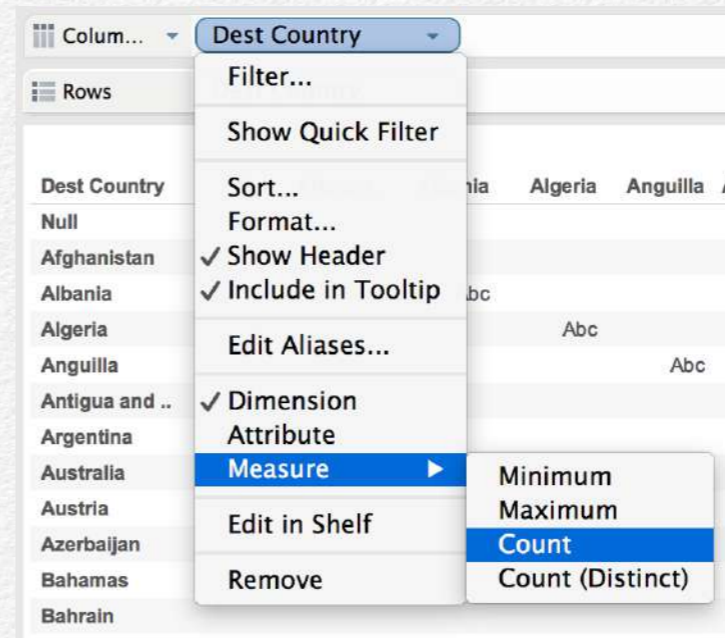 Colum...
Dest Country
Rows
Filter...
Show Quick Filter
Sort...
Format...
✓ Show Header
✓ Include in Tooltip
Edit Aliases...
✓ Dimension
Attribute
Measure ▶
Edit in Shelf
Remove
Minimum
Maximum
Count
Count (Distinct)
Dest Country Algeria Anguilla
Null
Afghanistan
Albania
Algeria Abc
Anguilla Abc
Antigua and ..
Argentina
Australia
Austria
Azerbaijan
Bahamas
Bahrain